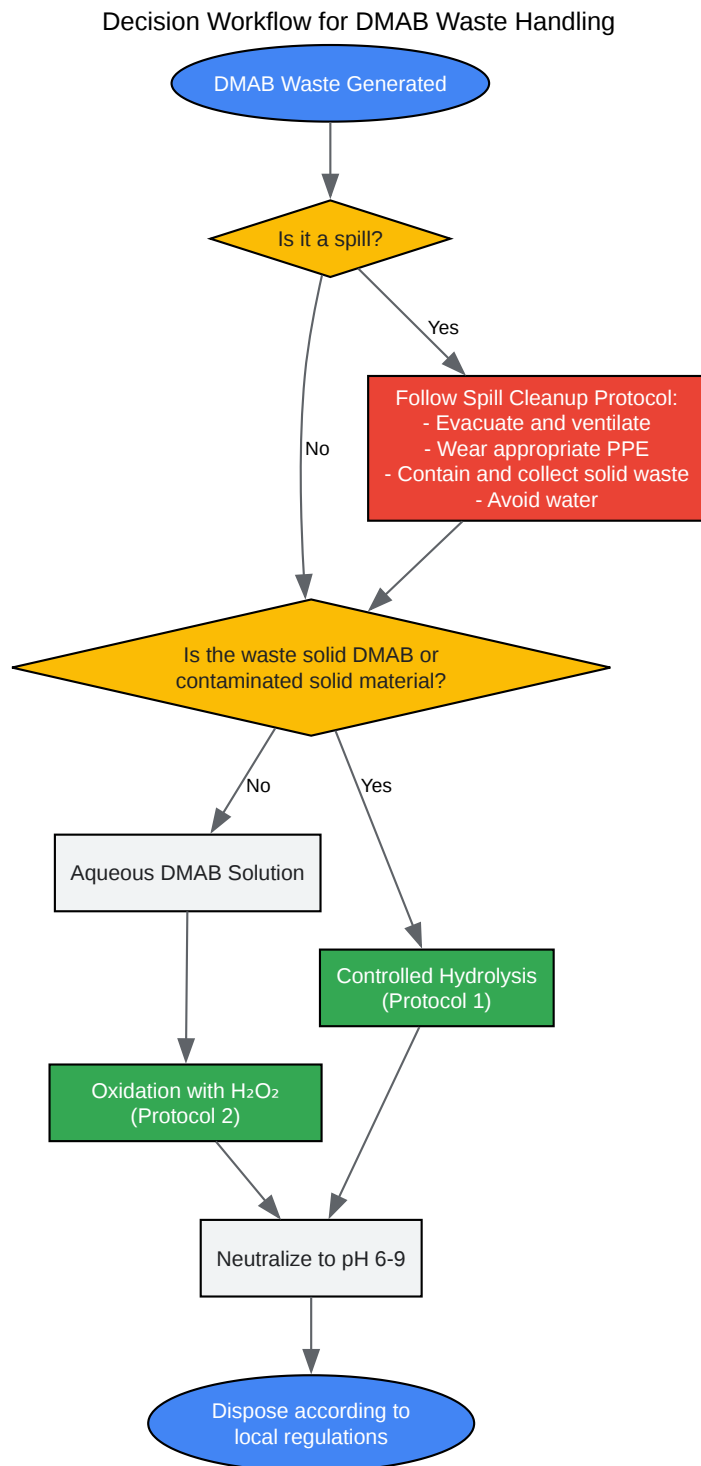 Decision Workflow for DMAB Waste Handling
DMAB Waste Generated
Is it a spill?
Yes
No
Follow Spill Cleanup Protocol:
- Evacuate and ventilate
- Wear appropriate PPE
- Contain and collect solid waste
- Avoid water
Is the waste solid DMAB or
contaminated solid material?
No
Yes
Aqueous DMAB Solution
Controlled Hydrolysis
(Protocol 1)
Oxidation with H₂O₂
(Protocol 2)
Neutralize to pH 6-9
Dispose according to
local regulations